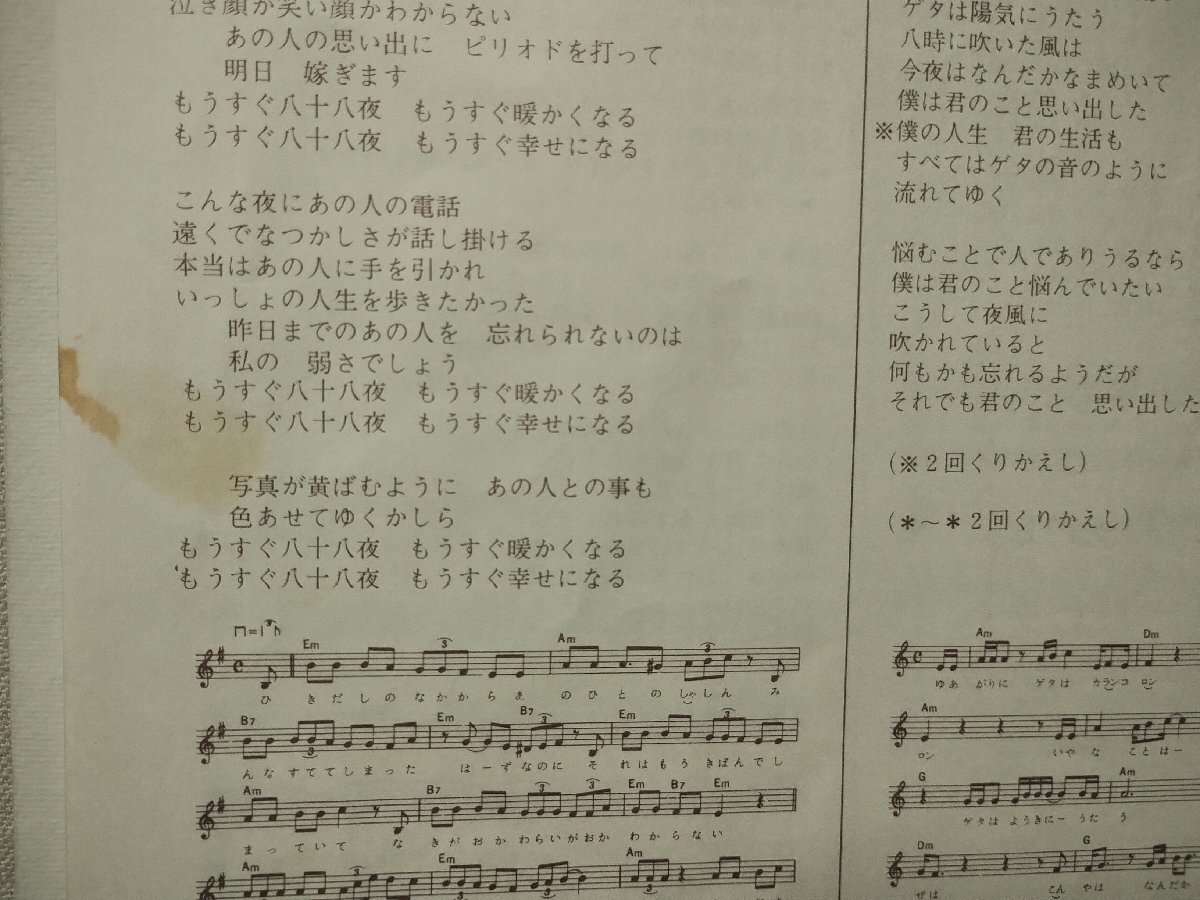 泣き顔か笑い顔かわからない
あの人の思い出に　ピリオドを打って
明日　嫁ぎます
もうすぐ八十八夜　もうすぐ暖かくなる
もうすぐ八十八夜　もうすぐ幸せになる
こんな夜にあの人の電話
遠くでなつかしさが話し掛ける
本当はあの人に手を引かれ
いっしょの人生を歩きたかった
昨日までのあの人を　忘れられないのは
私の　弱さでしょう
もうすぐ八十八夜　もうすぐ暖かくなる
もうすぐ八十八夜　もうすぐ幸せになる
写真が黄ばむように　あの人との事も
色あせてゆくかしら
もうすぐ八十八夜　もうすぐ暖かくなる
もうすぐ八十八夜　もうすぐ幸せになる
Em 3 Am 3
ひ きだしの なかから あ のひとの しゃしん み
B7 3 Em B7 3 Em
んな すててしまった はーずなのに そ れはもう きばんでし
Am B7 3 3 Em B7 Em
まっていて な きがおかわらいがおか わからない
Am Em 3 3 Am
ゲタは陽気にうたう
八時に吹いた風は
今夜はなんだかなまめいて
僕は君のこと思い出した
※僕の人生　君の生活も
すべてはゲタの音のように
流れてゆく
悩むことで人でありうるなら
僕は君のこと悩んでいたい
こうして夜風に
吹かれていると
何もかも忘れるようだが
それでも君のこと　思い出した
(※２回くりかえし)
(＊～＊２回くりかえし)
Am Dm
ゆあ がりに ゲタは カランコ ロン
Am
ロン いやな ことはー
G Am
ゲタは ようきにー うたう
Dm G
ぜは こん やは なんだか